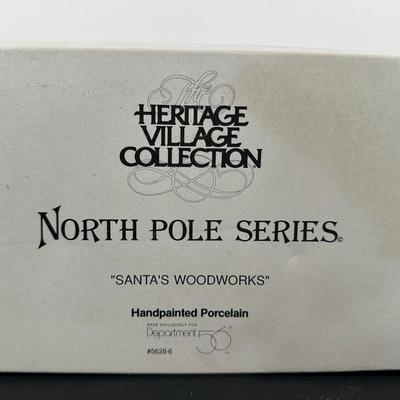 The
HERITAGE
VILLAGE
COLLECTION
NORTH POLE SERIES©
"SANTA'S WOODWORKS"
Handpainted Porcelain
MADE EXCLUSIVELY FOR
Department 56
#5628-6